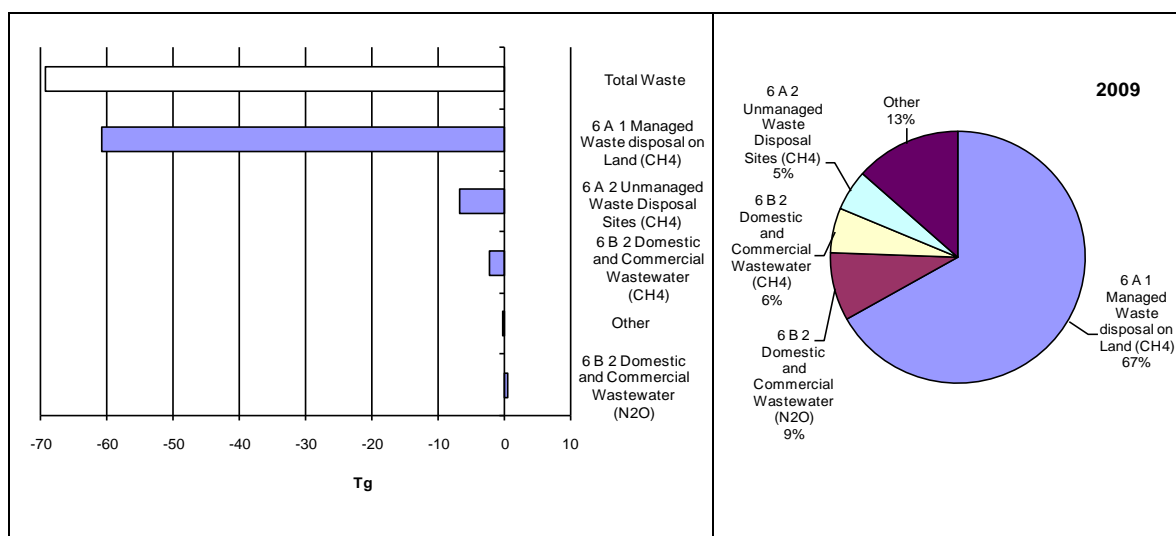 Total Waste
6 A 1 Managed
Waste disposal on
Land (CH4)
6 A 2 Unmanaged
Waste Disposal
Sites (CH4)
6 B 2 Domestic
and Commercial
Wastewater
(CH4)
Other
6 B 2 Domestic
and Commercial
Wastewater
(N2O)
-70 -60 -50 -40 -30 -20 -10 0 10
Tg
2009
6 A 2
Unmanaged
Waste
Disposal
Sites (CH4)
5%
Other
13%
6 B 2
Domestic
and
Commercial
Wastewater
(CH4)
6%
6 B 2
Domestic
and
Commercial
Wastewater
(N2O)
9%
6 A 1
Managed
Waste
disposal on
Land (CH4)
67%